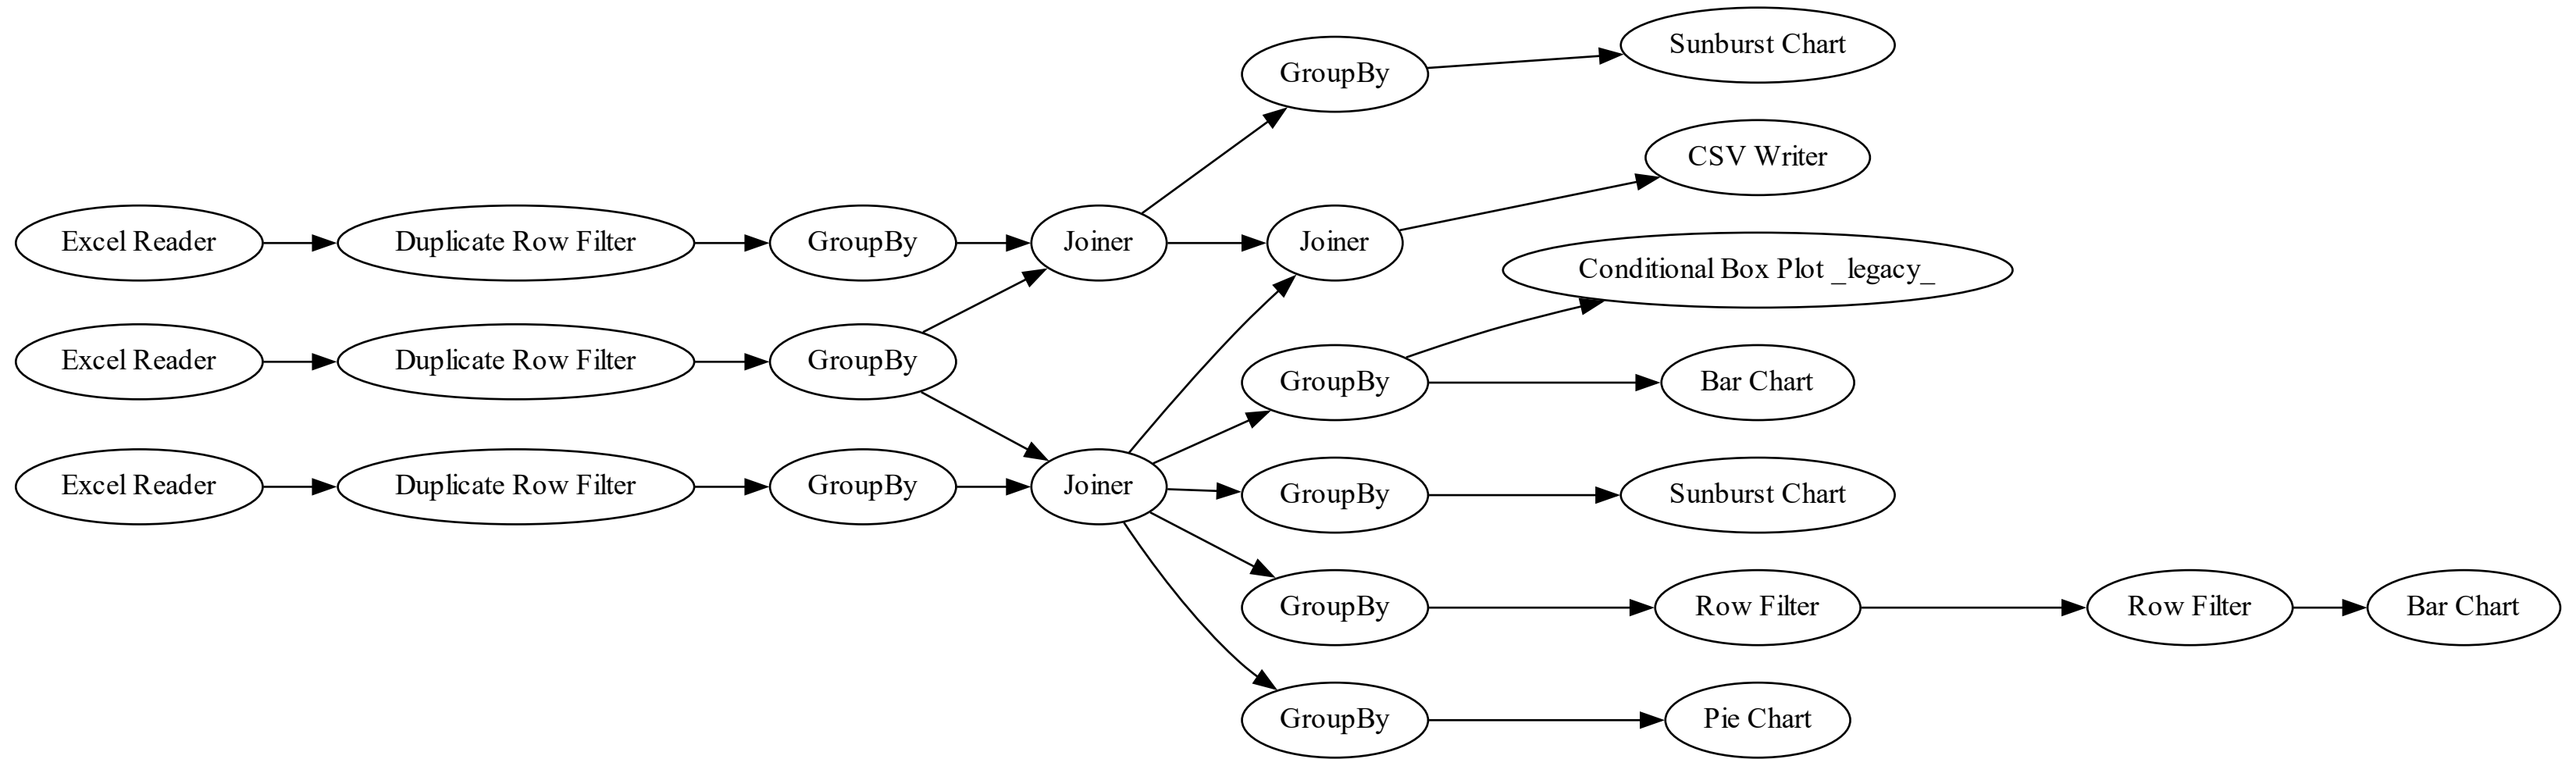 Sunburst Chart
GroupBy
CSV Writer
Excel Reader
Duplicate Row Filter
GroupBy
Joiner
Joiner
Conditional Box Plot _legacy_
Excel Reader
Duplicate Row Filter
GroupBy
GroupBy
Bar Chart
Excel Reader
Duplicate Row Filter
GroupBy
Joiner
GroupBy
Sunburst Chart
GroupBy
Row Filter
Row Filter
Bar Chart
GroupBy
Pie Chart